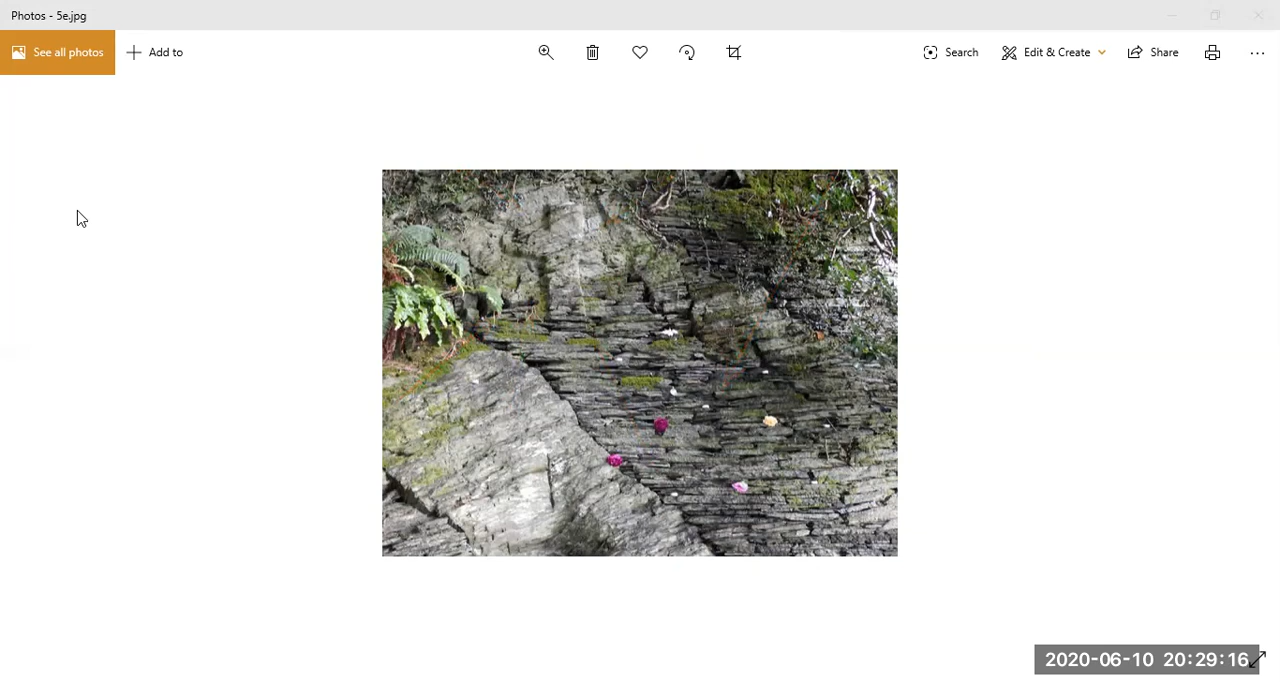 Photos - 5e.jpg
See all photos
Add to
Search
Edit & Create
Share
2020-06-10 20:29:16